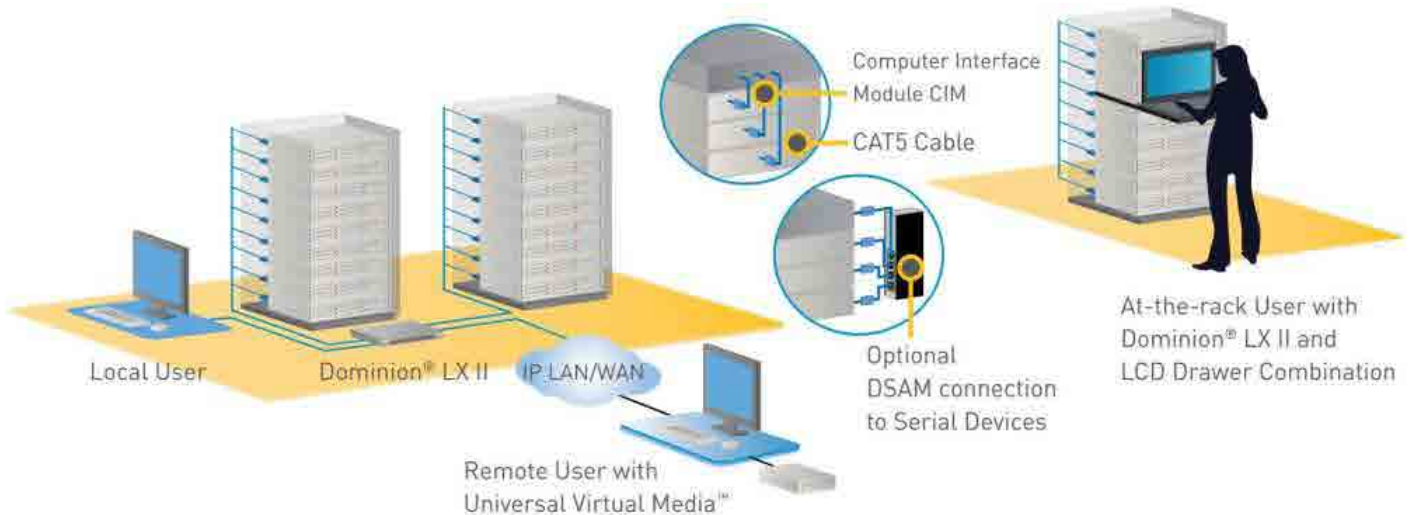 Computer Interface
Module CIM
CAT5 Cable
Local User
Dominion® LX II
IP LAN/WAN
Optional
DSAM connection
to Serial Devices
At-the-rack User with
Dominion® LX II and
LCD Drawer Combination
Remote User with
Universal Virtual Media™